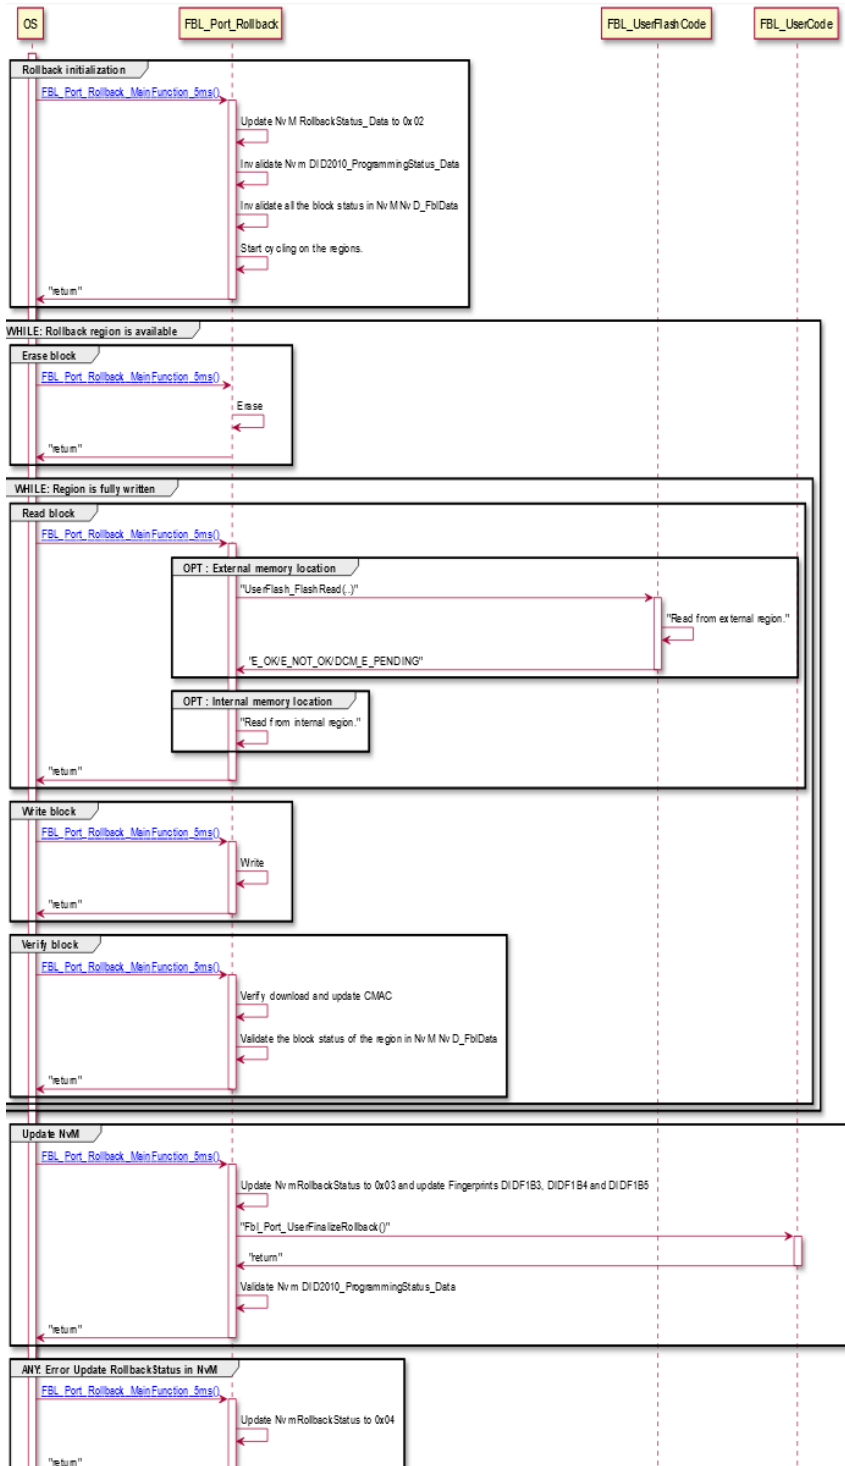 OS
FBL_Port_Rollback
FBL_UserFlashCode
FBL_UserCode
Rollback initialization
FBL_Port_Rollback_MainFunction_5ms()
Update NvM RollbackStatus_Data to 0x02
Invalidate Nvm DID2010_ProgrammingStatus_Data
Invalidate all the block status in NvM NvD_FblData
Start cycling on the regions.
"return"
WHILE: Rollback region is available
Erase block
FBL_Port_Rollback_MainFunction_5ms()
Erase
"return"
WHILE: Region is fully written
Read block
FBL_Port_Rollback_MainFunction_5ms()
OPT : External memory location
"UserFlash_FlashRead(..)"
"Read from external region."
"E_OK/E_NOT_OK/DCM_E_PENDING"
OPT : Internal memory location
"Read from internal region."
"return"
Write block
FBL_Port_Rollback_MainFunction_5ms()
Write
"return"
Verify block
FBL_Port_Rollback_MainFunction_5ms()
Verify download and update CMAC
Validate the block status of the region in NvM NvD_FblData
"return"
Update NvM
FBL_Port_Rollback_MainFunction_5ms()
Update NvmRollbackStatus to 0x03 and update Fingerprints DIDF1B3, DIDF1B4 and DIDF1B5
"Fbl_Port_UserFinalizeRollback()"
"return"
Validate Nvm DID2010_ProgrammingStatus_Data
"return"
ANY: Error Update RollbackStatus in NvM
FBL_Port_Rollback_MainFunction_5ms()
Update NvmRollbackStatus to 0x04
"return"